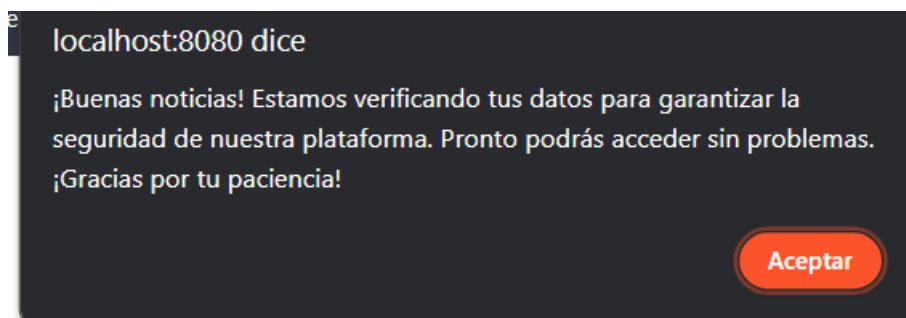 e
localhost:8080 dice
¡Buenas noticias! Estamos verificando tus datos para garantizar la
seguridad de nuestra plataforma. Pronto podrás acceder sin problemas.
¡Gracias por tu paciencia!
Aceptar